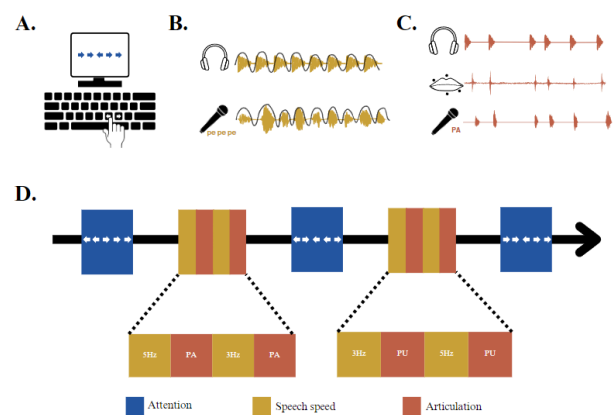 A.
B.
C.
pe pe pe
PA
D.
5Hz PA 3Hz PA
3Hz PU 5Hz PU
Attention Speech speed Articulation